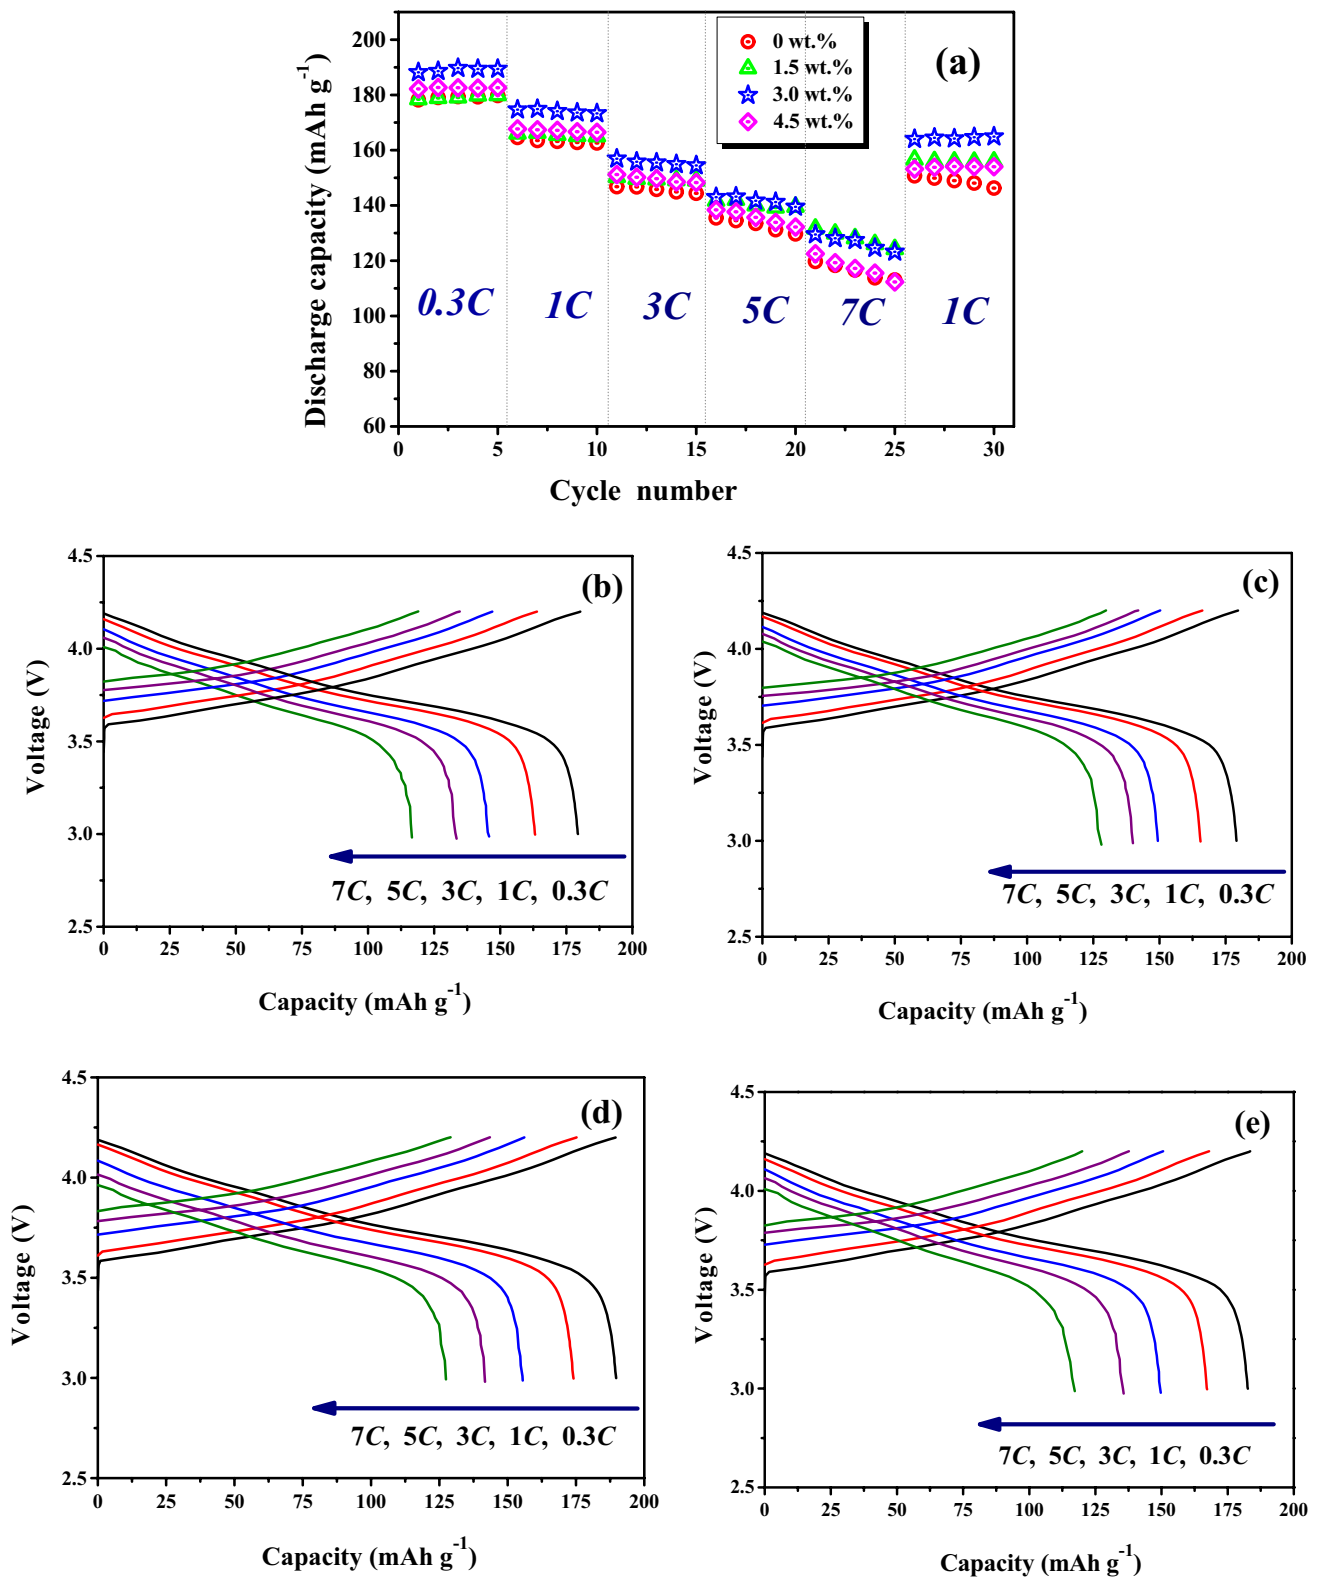 200
180
160
140
120
100
80
60
Discharge capacity (mAh g-1)
0 wt.%
1.5 wt.%
3.0 wt.%
4.5 wt.%
(a)
0.3C 1C 3C 5C 7C 1C
0 5 10 15 20 25 30
Cycle number
4.5
4.0
3.5
3.0
2.5
Voltage (V)
(b)
7C, 5C, 3C, 1C, 0.3C
0 25 50 75 100 125 150 175 200
Capacity (mAh g-1)
4.5
4.0
3.5
3.0
2.5
Voltage (V)
(c)
7C, 5C, 3C, 1C, 0.3C
0 25 50 75 100 125 150 175 200
Capacity (mAh g-1)
4.5
4.0
3.5
3.0
2.5
Voltage (V)
(d)
7C, 5C, 3C, 1C, 0.3C
0 25 50 75 100 125 150 175 200
Capacity (mAh g-1)
4.5
4.0
3.5
3.0
2.5
Voltage (V)
(e)
7C, 5C, 3C, 1C, 0.3C
0 25 50 75 100 125 150 175 200
Capacity (mAh g-1)